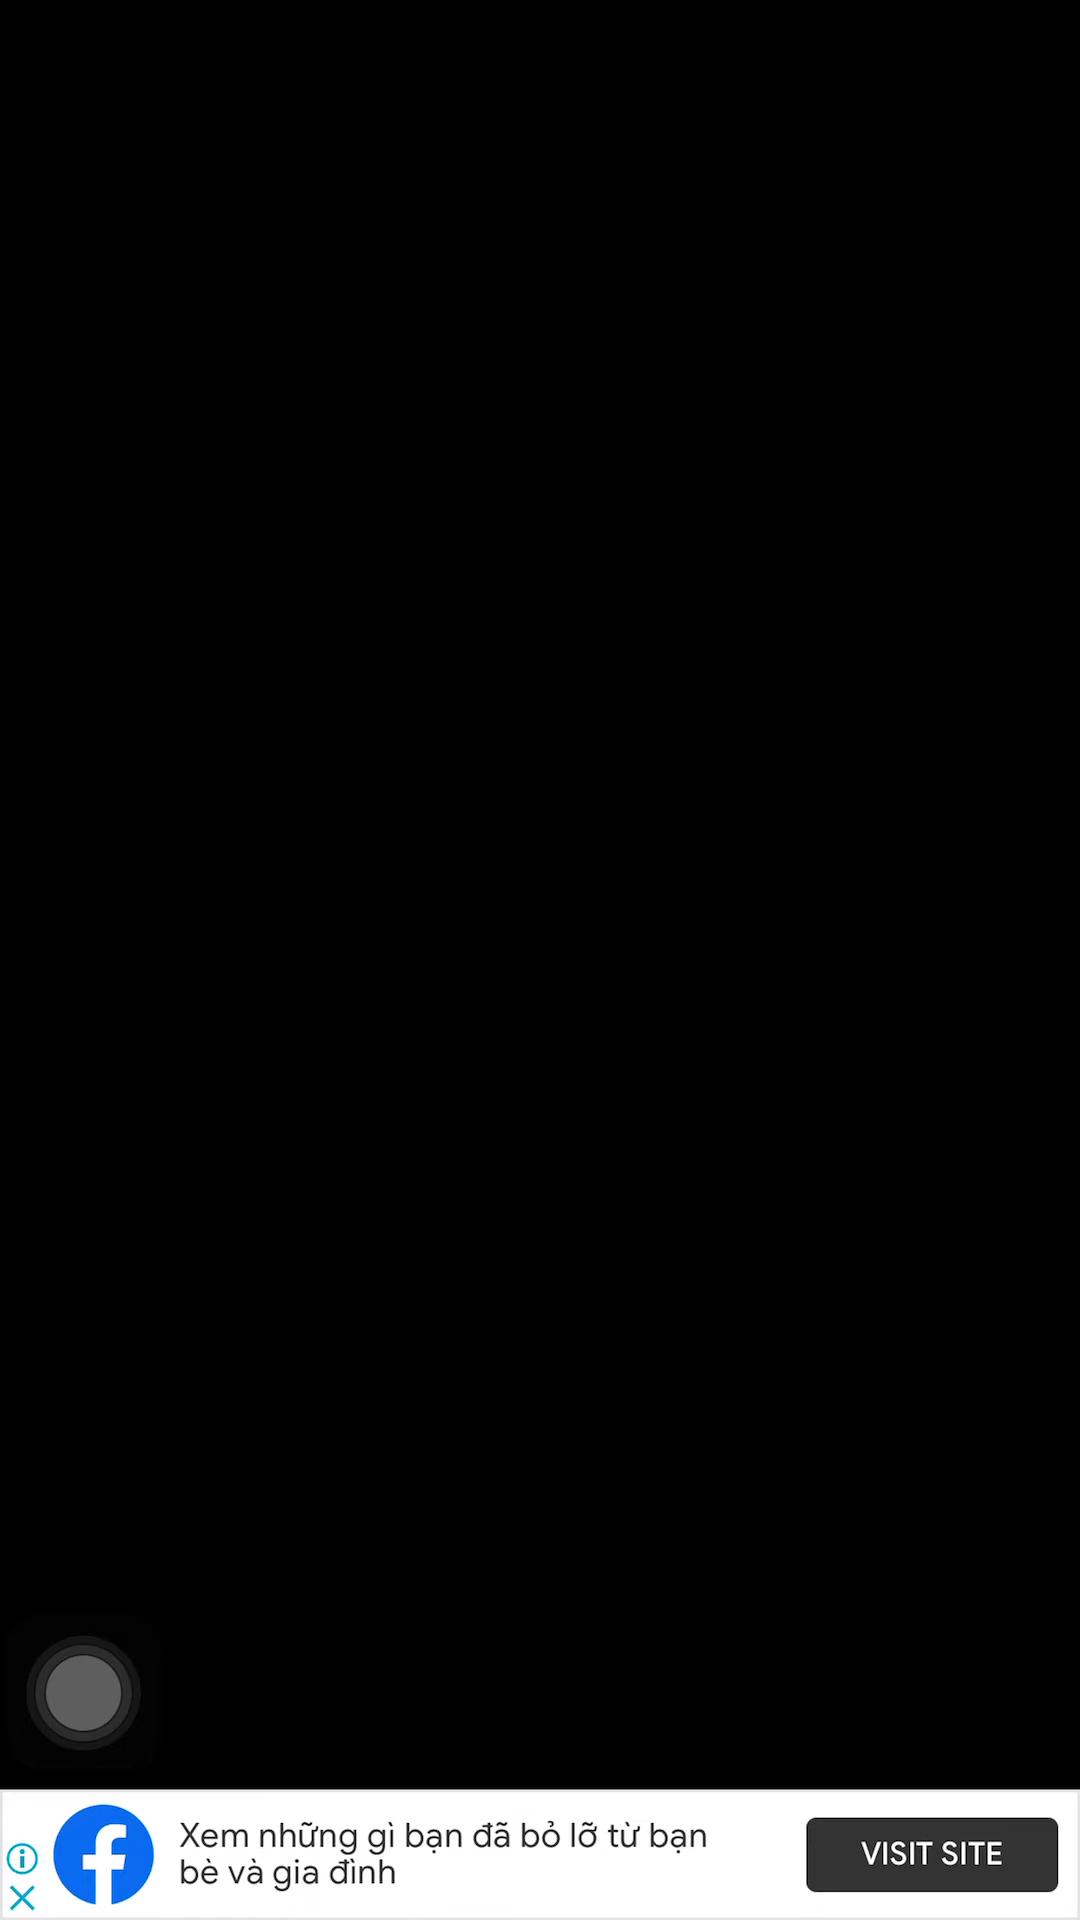 Xem những gì bạn đã bỏ lỡ từ bạn
bè và gia đình
VISIT SITE